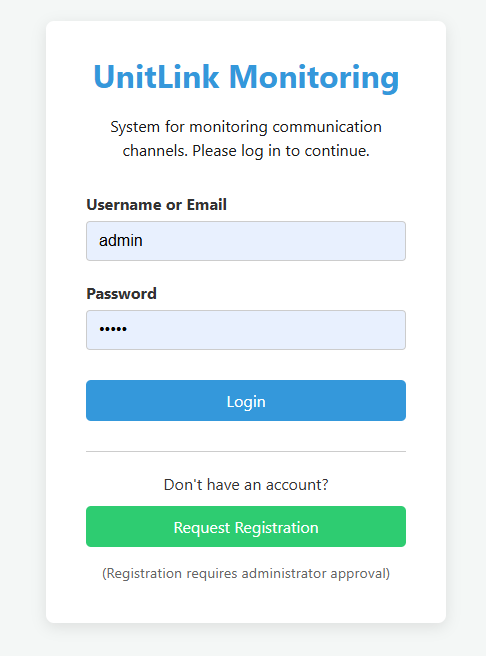 UnitLink Monitoring
System for monitoring communication
channels. Please log in to continue.
Username or Email
admin
Password
•••••
Login
Don't have an account?
Request Registration
(Registration requires administrator approval)